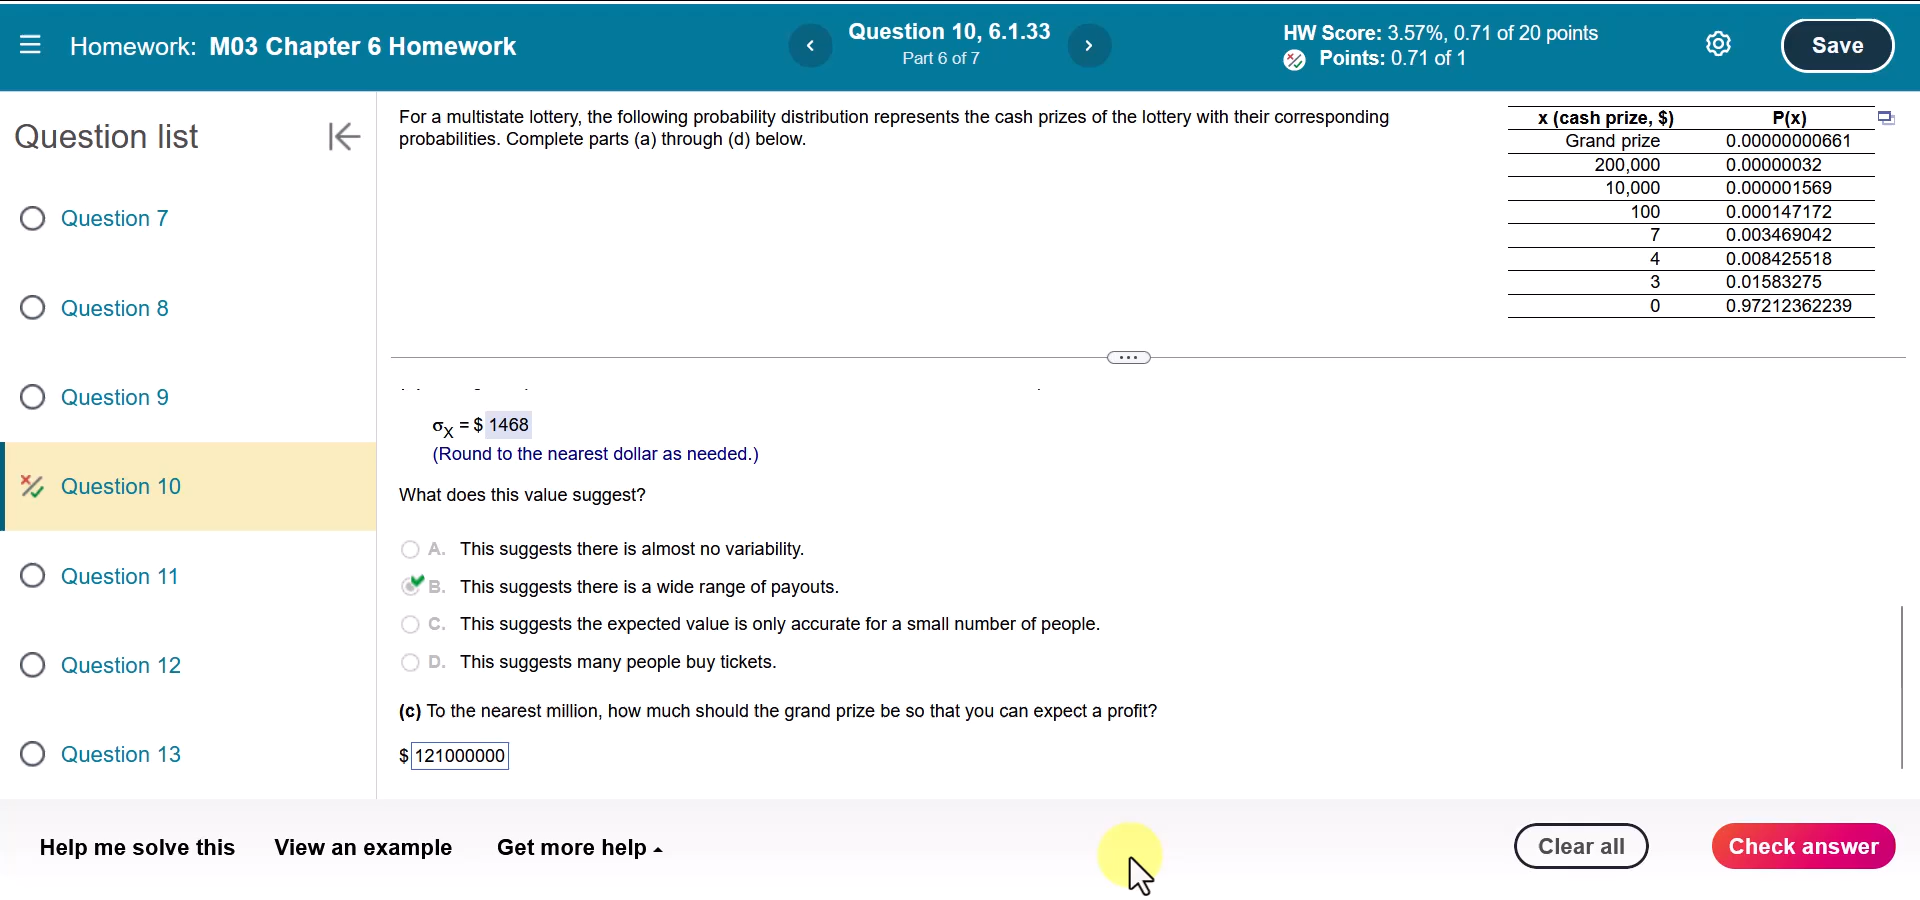 Homework: M03 Chapter 6 Homework
Question 10, 6.1.33
Part 6 of 7
HW Score: 3.57%, 0.71 of 20 points
Points: 0.71 of 1
Save
Question list
Question 7
Question 8
Question 9
Question 10
Question 11
Question 12
Question 13
For a multistate lottery, the following probability distribution represents the cash prizes of the lottery with their corresponding
probabilities. Complete parts (a) through (d) below.
x (cash prize, $) P(x)
Grand prize 0.00000000661
200,000 0.00000032
10,000 0.000001569
100 0.000147172
7 0.003469042
4 0.008425518
3 0.01583275
0 0.97212362239
σX = $ 1468
(Round to the nearest dollar as needed.)
What does this value suggest?
A. This suggests there is almost no variability.
B. This suggests there is a wide range of payouts.
C. This suggests the expected value is only accurate for a small number of people.
D. This suggests many people buy tickets.
(c) To the nearest million, how much should the grand prize be so that you can expect a profit?
$ 121000000
Help me solve this
View an example
Get more help
Clear all
Check answer